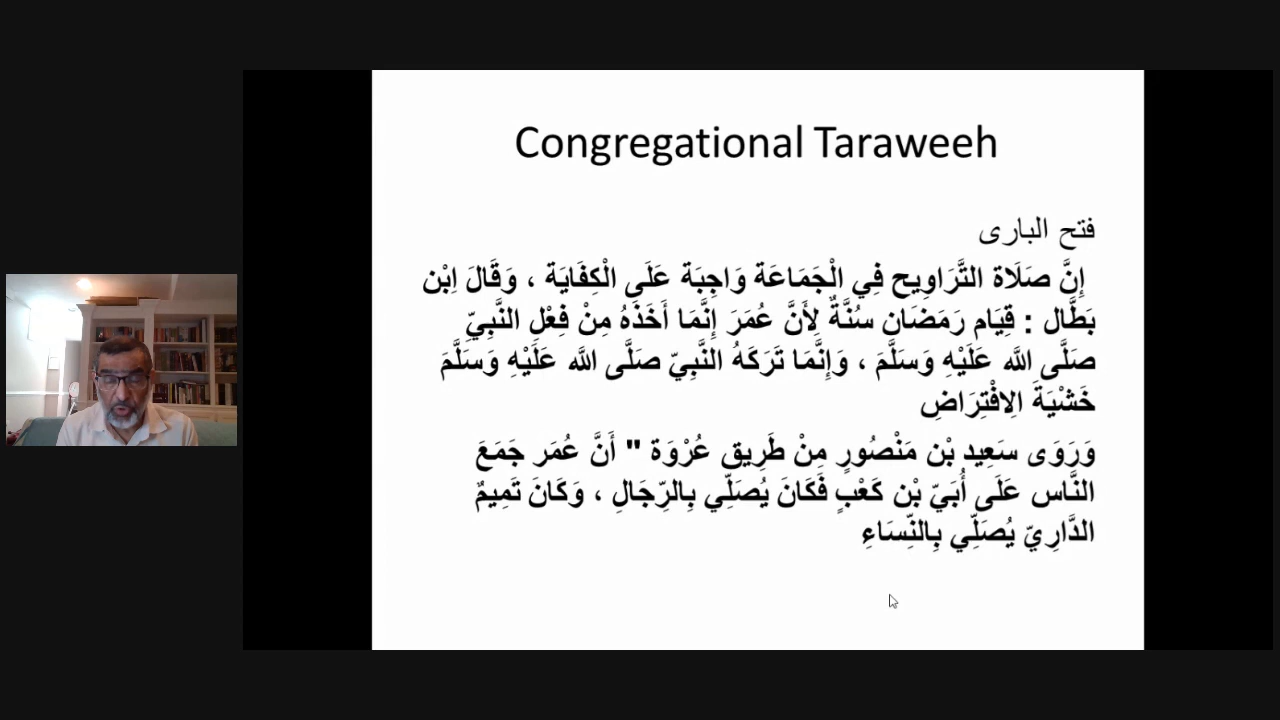 Congregational Taraweeh
فتح البارى
إِنَّ صَلَاة التَّرَاوِيح فِي الْجَمَاعَة وَاجِبَة عَلَى الْكِفَايَة ، وَقَالَ اِبْن
بَطَّال : قِيَام رَمَضَان سُنَّةٌ لِأَنَّ عُمَرَ إِنَّمَا أَخَذَهُ مِنْ فِعْلِ النَّبِيّ
صَلَّى اللَّه عَلَيْهِ وَسَلَّمَ ، وَإِنَّمَا تَرَكَهُ النَّبِيّ صَلَّى اللَّه عَلَيْهِ وَسَلَّمَ
خَشْيَةَ الِافْتِرَاضِ
وَرَوَى سَعِيد بْن مَنْصُورٍ مِنْ طَرِيق عُرْوَة " أَنَّ عُمَر جَمَعَ
النَّاس عَلَى أُبَيّ بْن كَعْبٍ فَكَانَ يُصَلِّي بِالرِّجَالِ ، وَكَانَ تَمِيمٌ
الدَّارِيّ يُصَلِّي بِالنِّسَاءِ